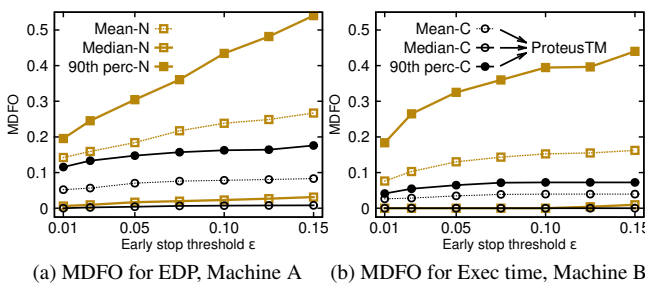 MDFO
0.5
0.4
0.3
0.2
0.1
0
Mean-N
Median-N
90th perc-N
0.01 0.05 0.10 0.15
Early stop threshold ε
(a) MDFO for EDP, Machine A
MDFO
0.5
0.4
0.3
0.2
0.1
0
Mean-C
Median-C ProteusTM
90th perc-C
0.01 0.05 0.10 0.15
Early stop threshold ε
(b) MDFO for Exec time, Machine B